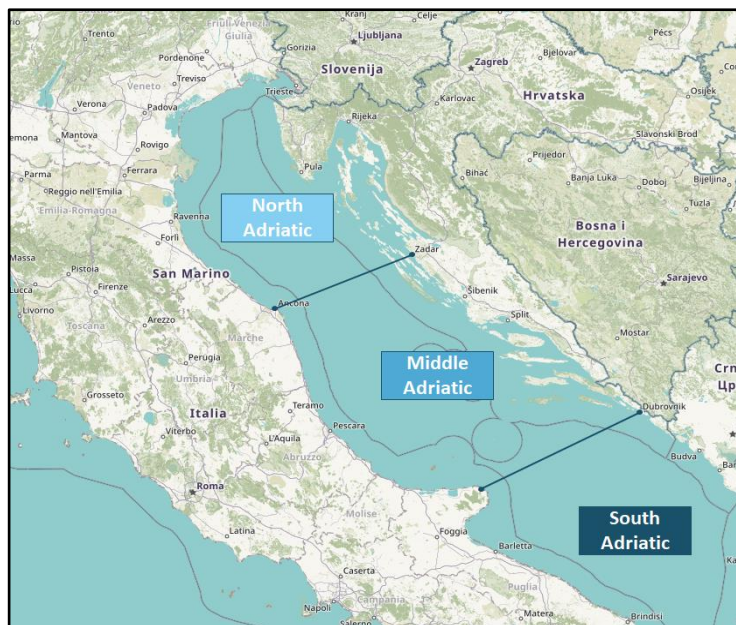 Kranj
Celje
Pécs
Friuli-Venezia
Giulia
Trento
Ljubljana
Pordenone
Gorizia
Slovenija
Zagreb
Bjelovar
Treviso
Trieste
Veneto
Karlovac
Hrvatska
Osijek
Verona
Padova
Rijeka
Mantova
Rovigo
Slavonski Brod
Pula
Parma
Ferrara
Bihać
Prijedor
Reggio nell'Emilia
Banja Luka
Doboj
Bijeljina
Tuzla
Emilia-Romagna
Ravenna
North
Adriatic
Forlì
Bosna i
Hercegovina
Zadar
San Marino
Pistoia
Lucca
Firenze
Sarajevo
Livorno
Ancona
Šibenik
Toscana
Arezzo
Split
Marche
Mostar
Perugia
Middle
Adriatic
Umbria
Црн
Цр
Grosseto
Italia
Teramo
Dubrovnik
Viterbo
L'Aquila
Pescara
Budva
Abruzzo
Roma
Molise
South
Adriatic
Latina
Foggia
Barletta
Caserta
Puglia
Napoli
Campania
Matera
Brindisi
Salerno